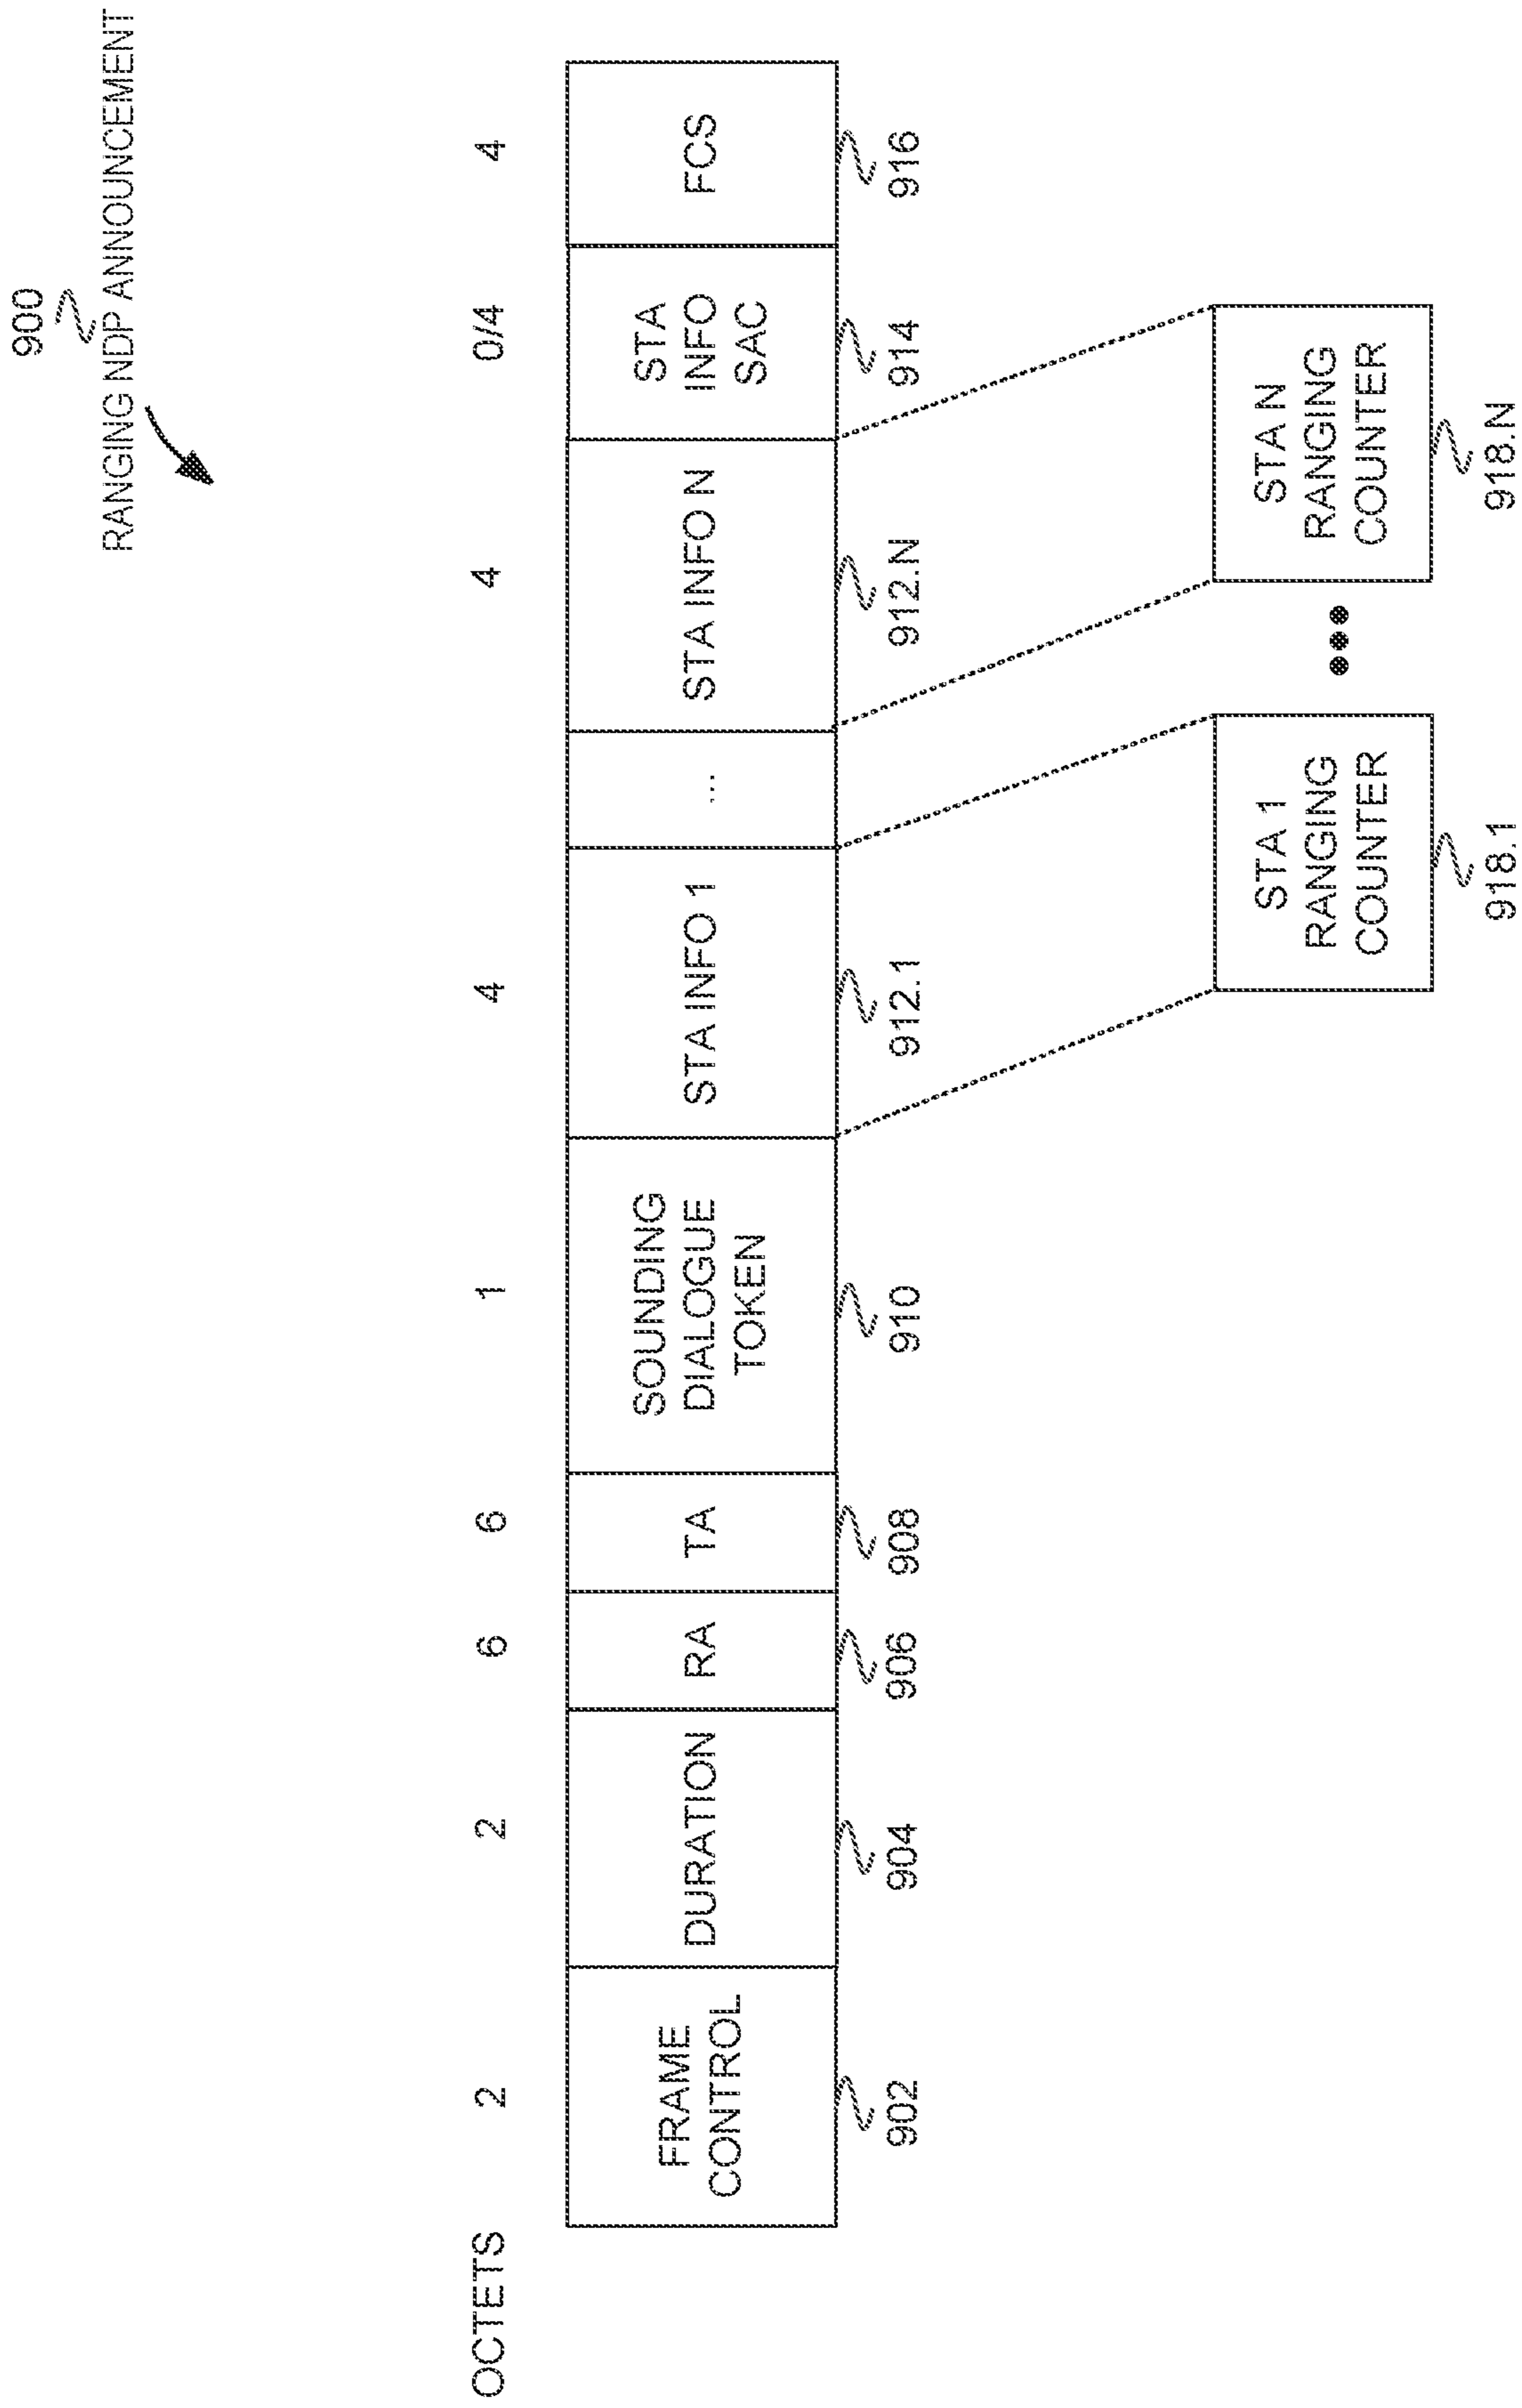 900
RANGING NDP ANNOUNCEMENT
OCTETS
2
2
6
6
1
4
4
0/4
4
FRAME
CONTROL
DURATION
RA
TA
SOUNDING
DIALOGUE
TOKEN
STA INFO 1
...
STA INFO N
STA
INFO
SAC
FCS
902
904
906
908
910
912.1
912.N
914
916
STA 1
RANGING
COUNTER
STA N
RANGING
COUNTER
918.1
918.N